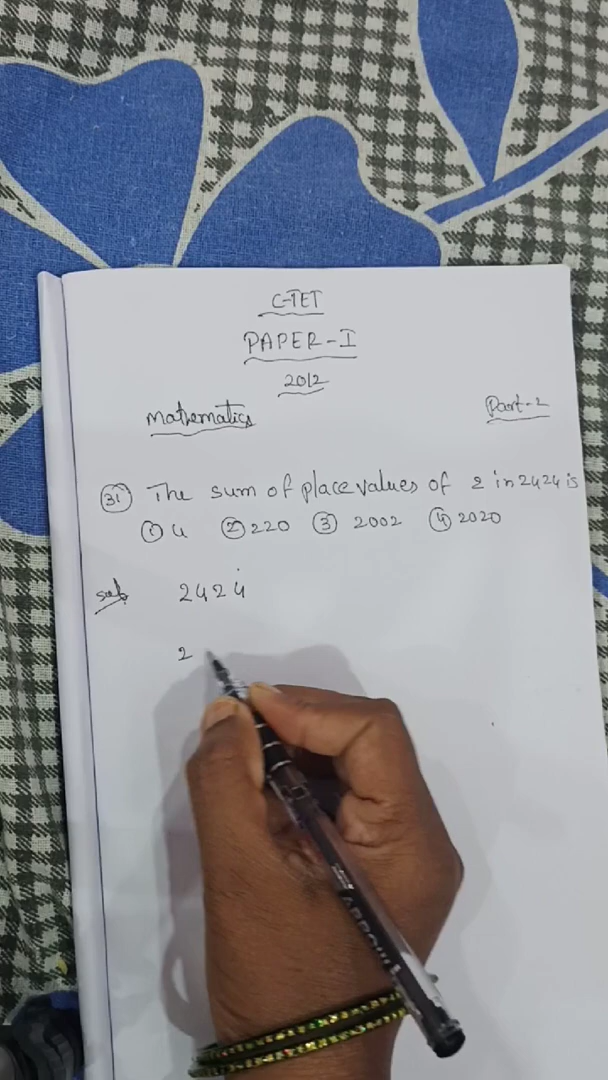 C-TET
PAPER-I
2012
Mathematics
Part-2
31 The sum of place values of 2 in 2424 is
① 4 ② 220 ③ 2002 ④ 2020
Sol
2424
2